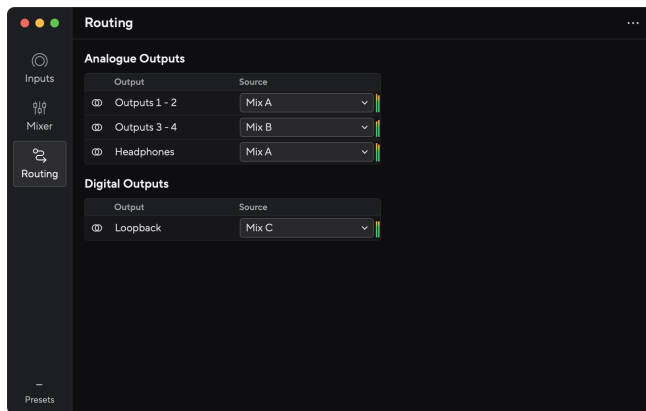 Routing
...
Inputs
Mixer
Routing
Presets
Analogue Outputs
Output Source
Outputs 1 - 2 Mix A
Outputs 3 - 4 Mix B
Headphones Mix A
Digital Outputs
Output Source
Loopback Mix C